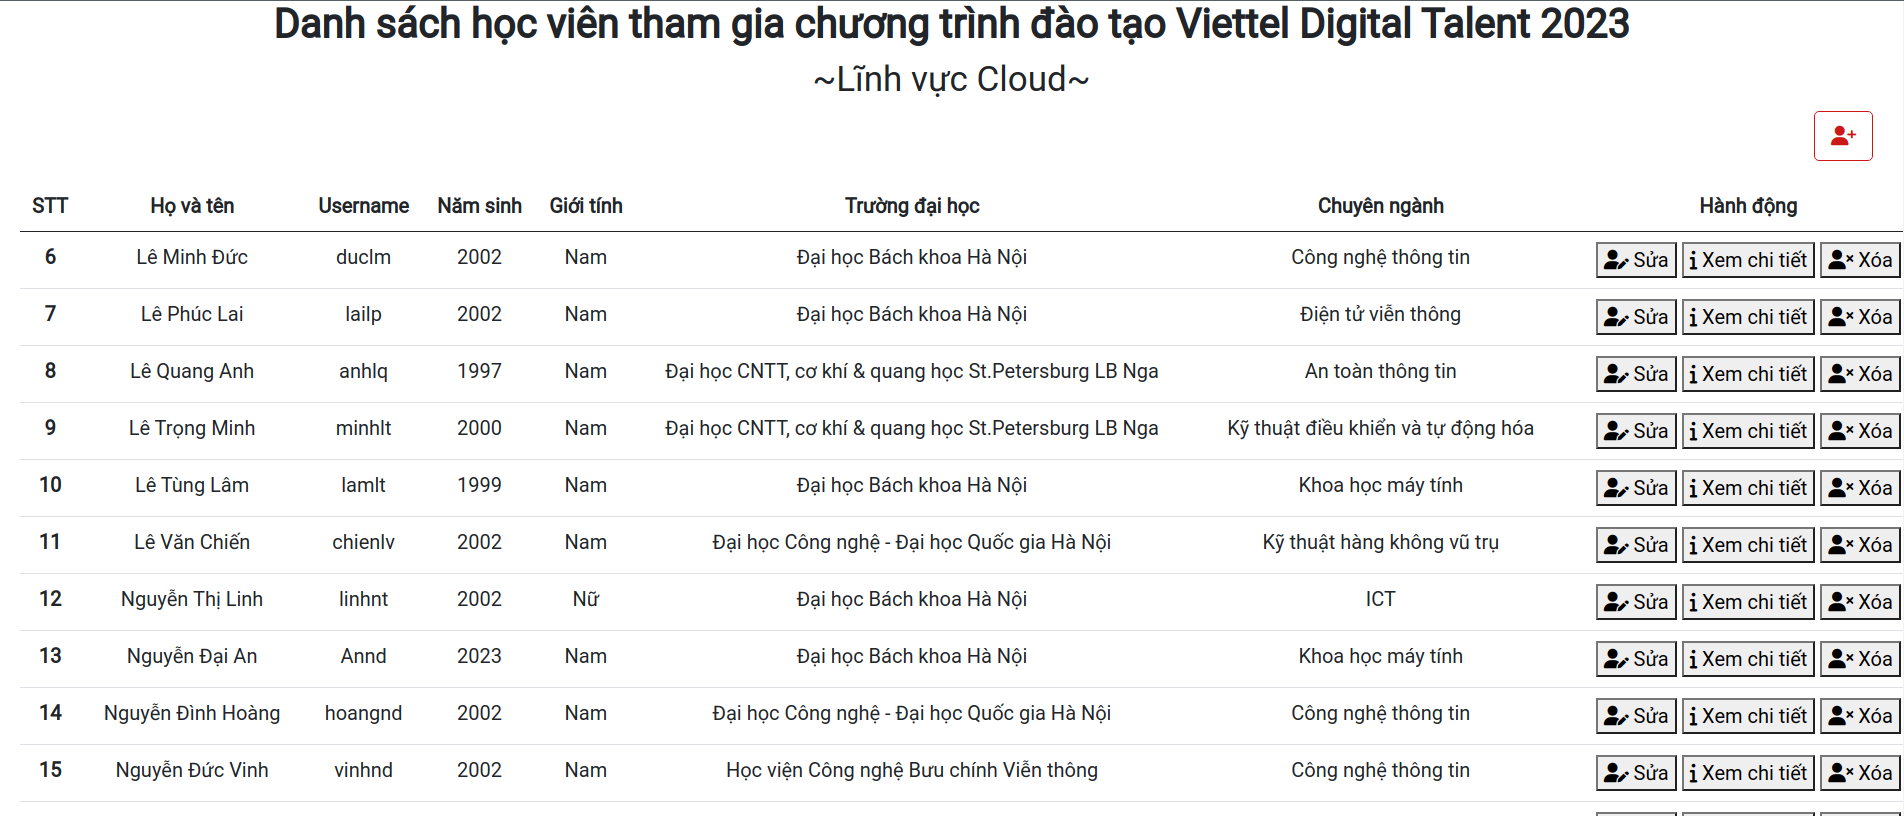 Danh sách học viên tham gia chương trình đào tạo Viettel Digital Talent 2023
~Lĩnh vực Cloud~
STT Họ và tên Username Năm sinh Giới tính Trường đại học Chuyên ngành Hành động
6 Lê Minh Đức duclm 2002 Nam Đại học Bách khoa Hà Nội Công nghệ thông tin Sửa Xem chi tiết Xóa
7 Lê Phúc Lai lailp 2002 Nam Đại học Bách khoa Hà Nội Điện tử viễn thông Sửa Xem chi tiết Xóa
8 Lê Quang Anh anhlq 1997 Nam Đại học CNTT, cơ khí & quang học St.Petersburg LB Nga An toàn thông tin Sửa Xem chi tiết Xóa
9 Lê Trọng Minh minhlt 2000 Nam Đại học CNTT, cơ khí & quang học St.Petersburg LB Nga Kỹ thuật điều khiển và tự động hóa Sửa Xem chi tiết Xóa
10 Lê Tùng Lâm lamlt 1999 Nam Đại học Bách khoa Hà Nội Khoa học máy tính Sửa Xem chi tiết Xóa
11 Lê Văn Chiến chienlv 2002 Nam Đại học Công nghệ - Đại học Quốc gia Hà Nội Kỹ thuật hàng không vũ trụ Sửa Xem chi tiết Xóa
12 Nguyễn Thị Linh linhnt 2002 Nữ Đại học Bách khoa Hà Nội ICT Sửa Xem chi tiết Xóa
13 Nguyễn Đại An Annd 2023 Nam Đại học Bách khoa Hà Nội Khoa học máy tính Sửa Xem chi tiết Xóa
14 Nguyễn Đình Hoàng hoangnd 2002 Nam Đại học Công nghệ - Đại học Quốc gia Hà Nội Công nghệ thông tin Sửa Xem chi tiết Xóa
15 Nguyễn Đức Vinh vinhnd 2002 Nam Học viện Công nghệ Bưu chính Viễn thông Công nghệ thông tin Sửa Xem chi tiết Xóa